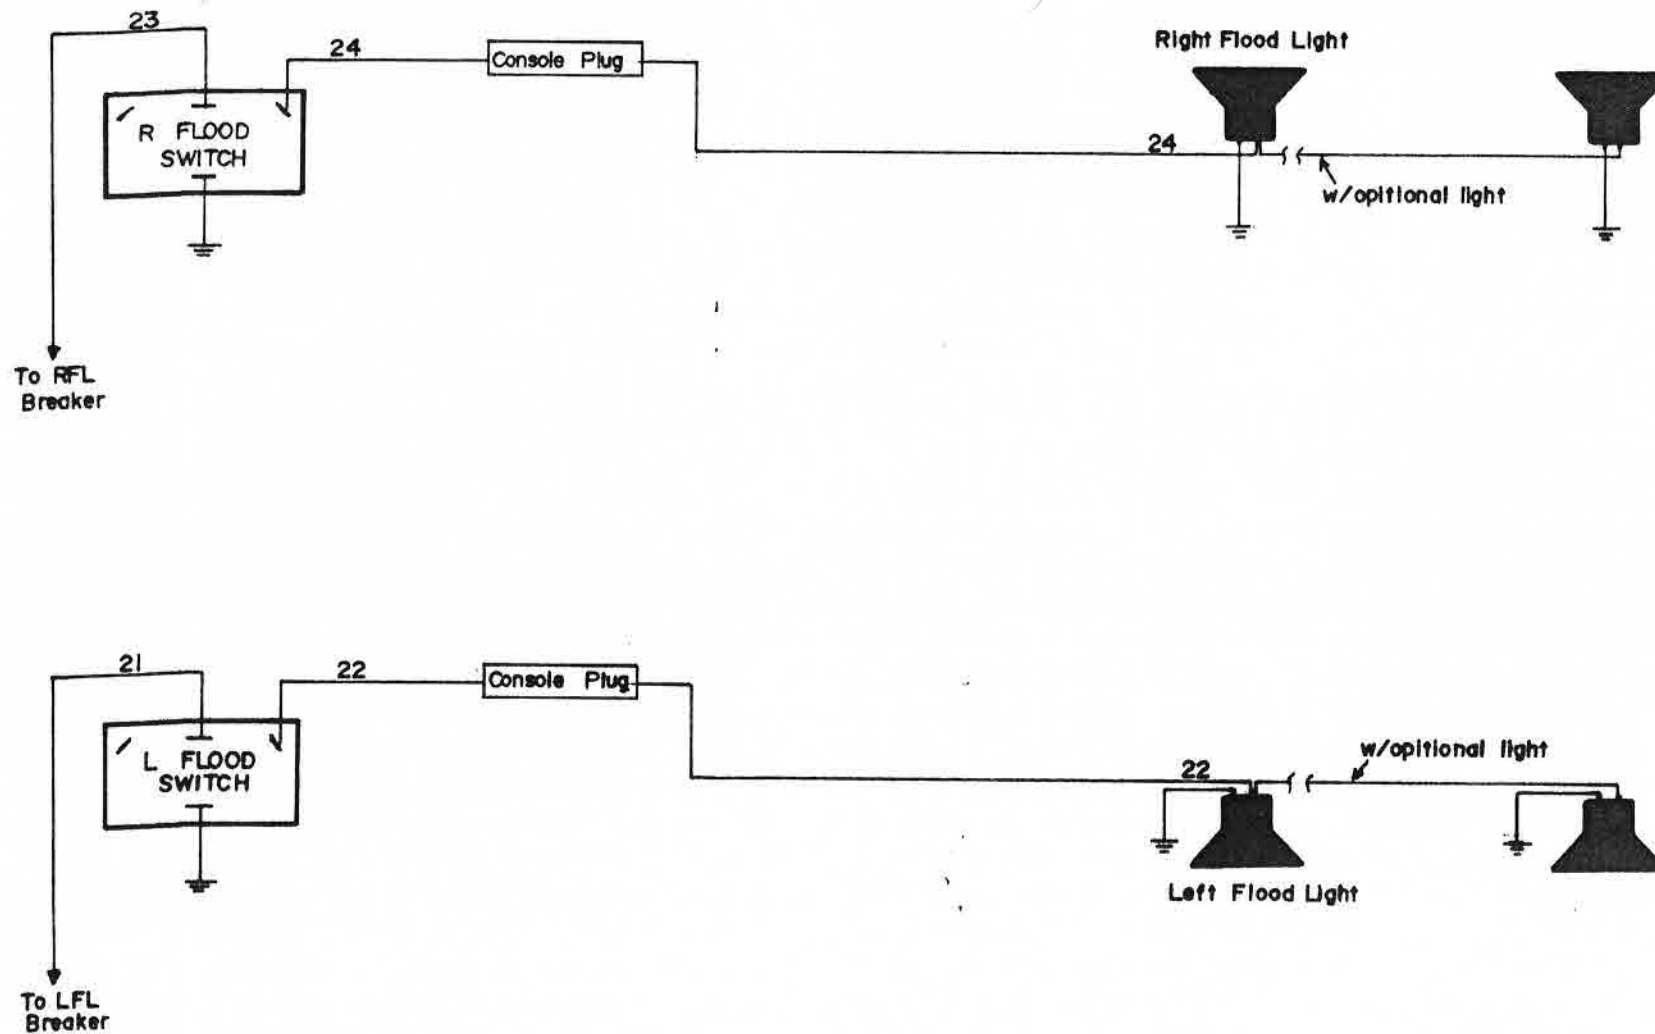 23
24
Console Plug
Right Flood Light
R FLOOD
SWITCH
24
w/opitional light
To RFL
Breaker
21
22
Console Plug
L FLOOD
SWITCH
22
w/opitional light
Left Flood Light
To LFL
Breaker